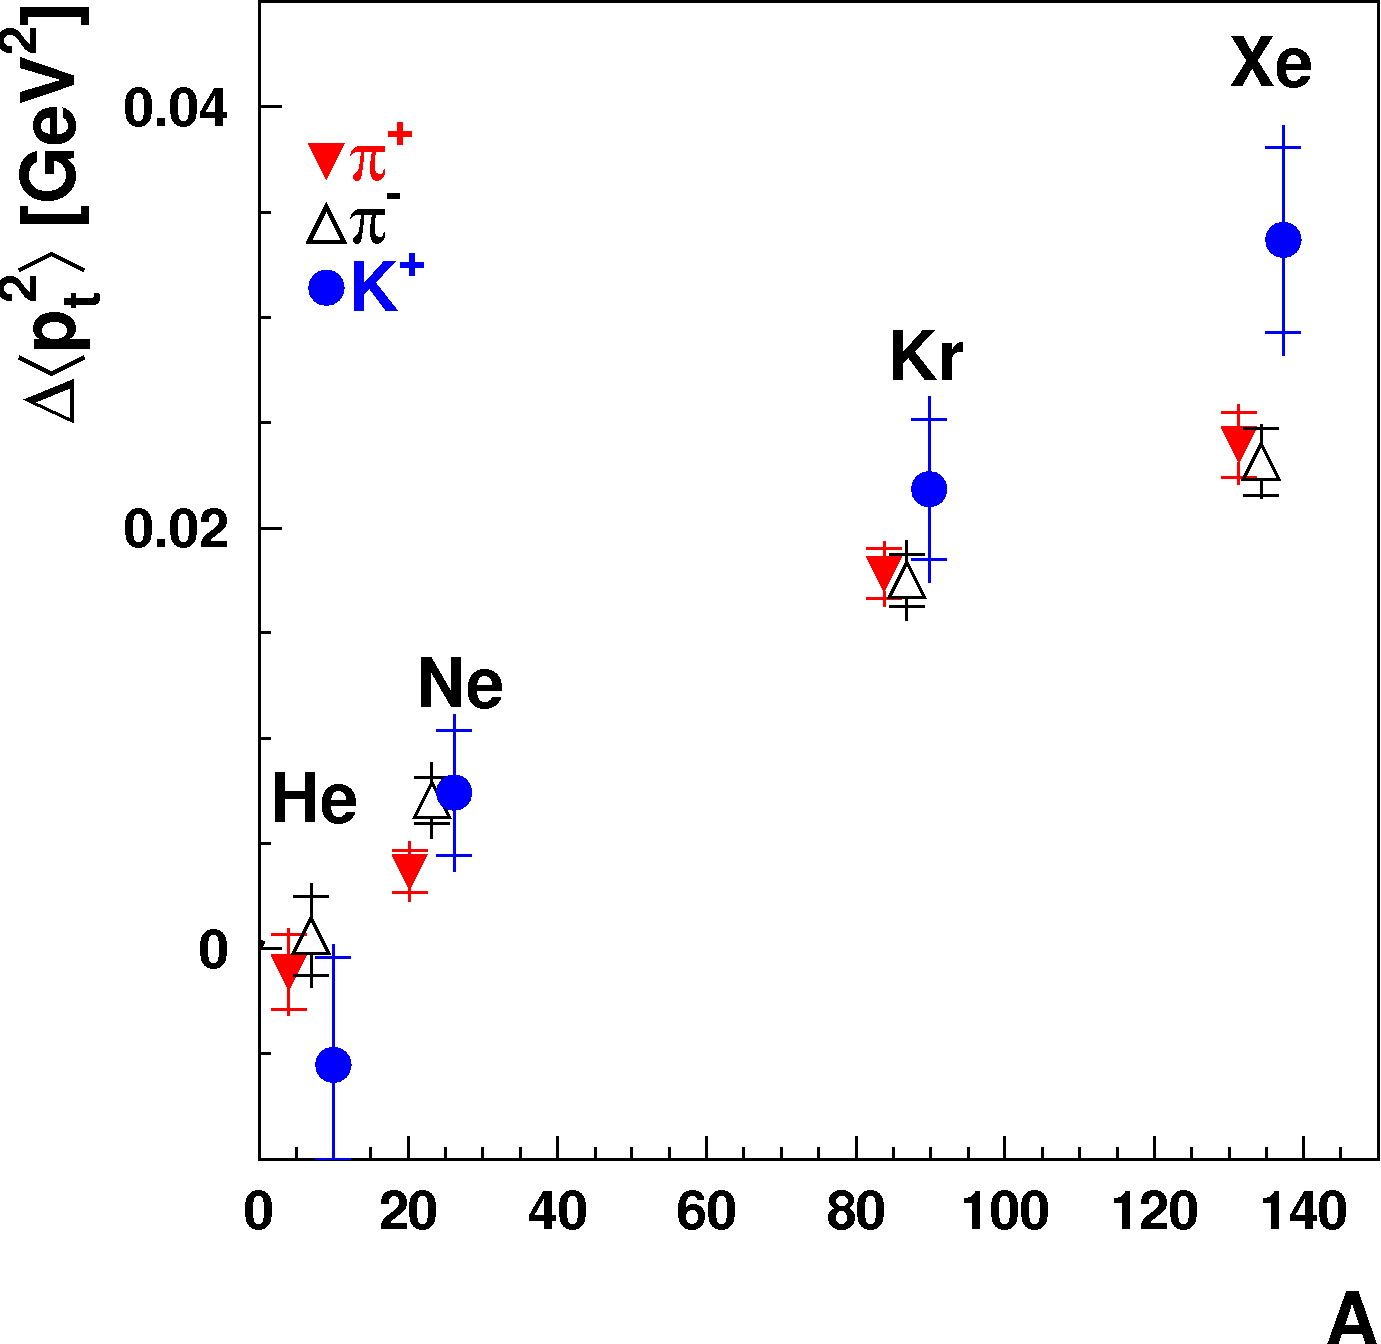 Δ⟨p_t^2⟩ [GeV^2]
0.04
0.02
0
π^+
π^-
K^+
He
Ne
Kr
Xe
0 20 40 60 80 100 120 140
A